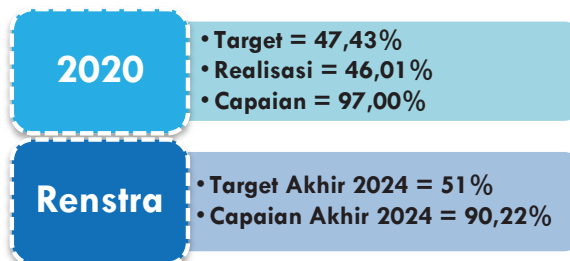 2020
• Target = 47,43%
• Realisasi = 46,01%
• Capaian = 97,00%
Renstra
• Target Akhir 2024 = 51%
• Capaian Akhir 2024 = 90,22%